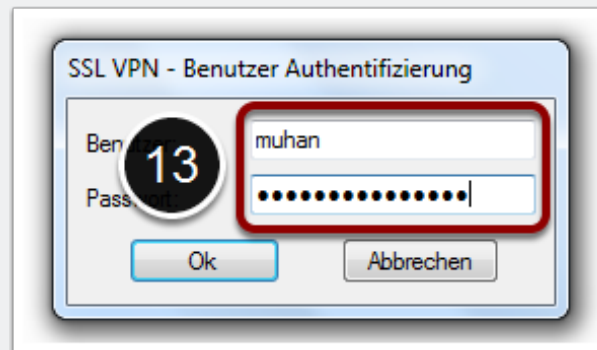 SSL VPN - Benutzer Authentifizierung
muhan
13
●●●●●●●●●●●●●●●
Ok Abbrechen